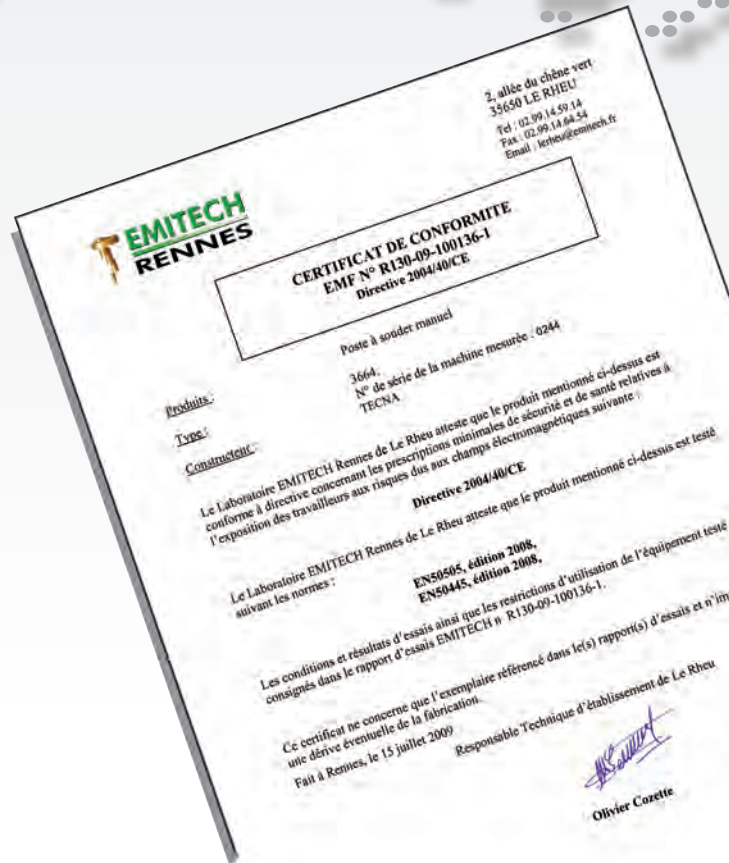 2, allée du chêne vert
35650 LE RHEU
Tel : 02.99.14.59.14
Fax : 02.99.14.64.54
Email : lerheu@emitech.fr
EMITECH
RENNES
CERTIFICAT DE CONFORMITE
EMF N° R130-09-100136-1
Directive 2004/40/CE
Produits : Poste à souder manuel
Type : 3664.
N° de série de la machine mesurée : 0244
Constructeur : TECNA
Le Laboratoire EMITECH Rennes de Le Rheu atteste que le produit mentionné ci-dessus est
conforme à directive concernant les prescriptions minimales de sécurité et de santé relatives à
l'exposition des travailleurs aux risques dus aux champs électromagnétiques suivante :
Directive 2004/40/CE
Le Laboratoire EMITECH Rennes de Le Rheu atteste que le produit mentionné ci-dessus est testé
suivant les normes :
EN50505, édition 2008,
EN50445, édition 2008,
Les conditions et résultats d'essais ainsi que les restrictions d'utilisation de l'équipement testé
consignés dans le rapport d'essais EMITECH n° R130-09-100136-1.
Ce certificat ne concerne que l'exemplaire référencé dans le(s) rapport(s) d'essais et n'im
une dérive éventuelle de la fabrication.
Fait à Rennes, le 15 juillet 2009
Responsable Technique d'établissement de Le Rheu
Olivier Cozette